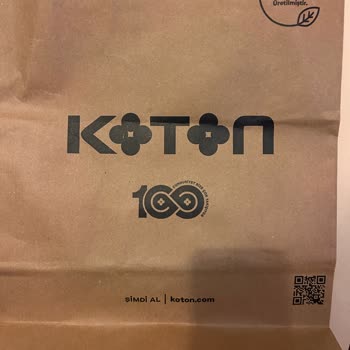 Üretilmiştir.
KOTON
100
ŞİMDİ AL | koton.com